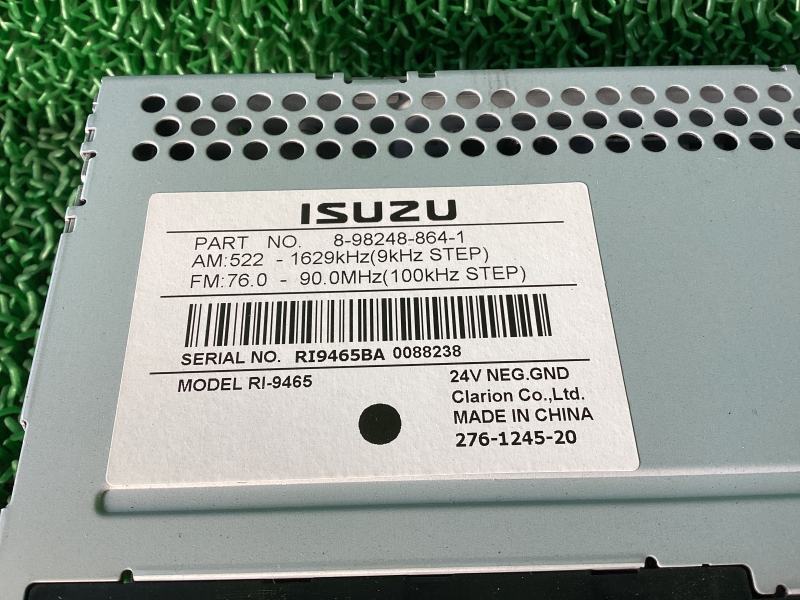 ISUZU
PART NO. 8-98248-864-1
AM:522 - 1629kHz(9kHz STEP)
FM:76.0 - 90.0MHz(100kHz STEP)
SERIAL NO. RI9465BA 0088238
MODEL RI-9465
24V NEG.GND
Clarion Co.,Ltd.
MADE IN CHINA
276-1245-20